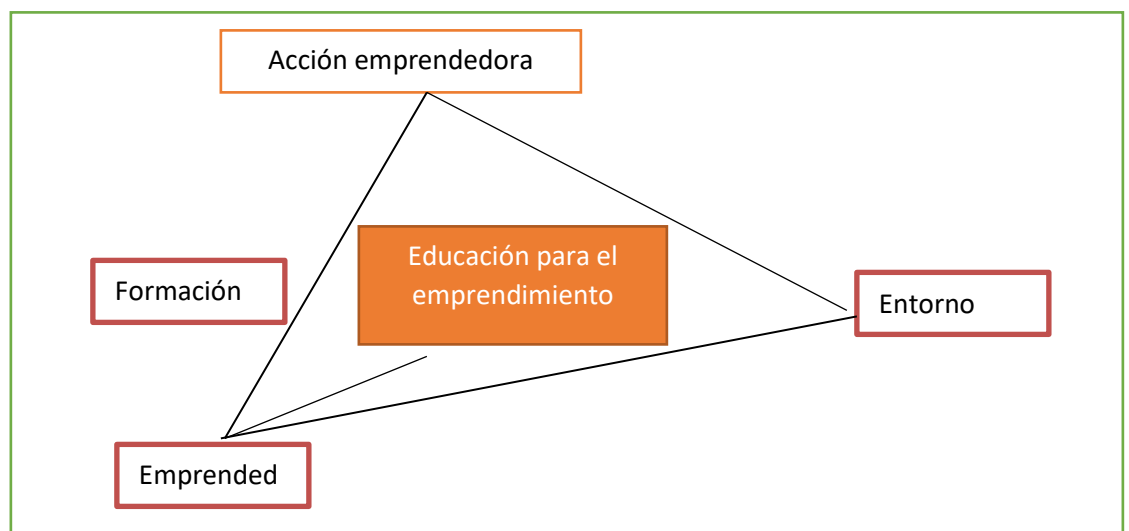 Acción emprendedora
Educación para el
emprendimiento
Formación
Entorno
Emprended